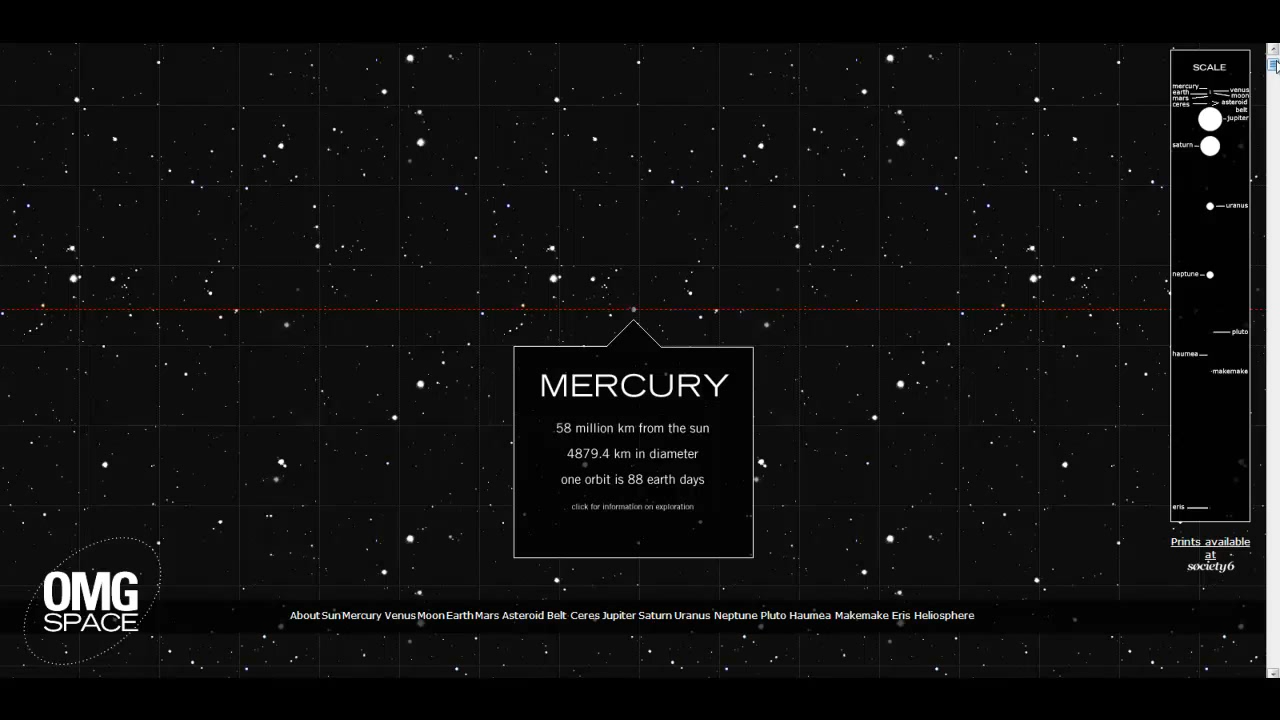 SCALE
mercury
venus
earth
moon
mars
asteroid
ceres
belt
jupiter
saturn
uranus
neptune
pluto
haumea
makemake
eris
MERCURY
58 million km from the sun
4879.4 km in diameter
one orbit is 88 earth days
click for information on exploration
Prints available
at
society6
OMG
SPACE
About Sun Mercury Venus Moon Earth Mars Asteroid Belt Ceres Jupiter Saturn Uranus Neptune Pluto Haumea Makemake Eris Heliosphere